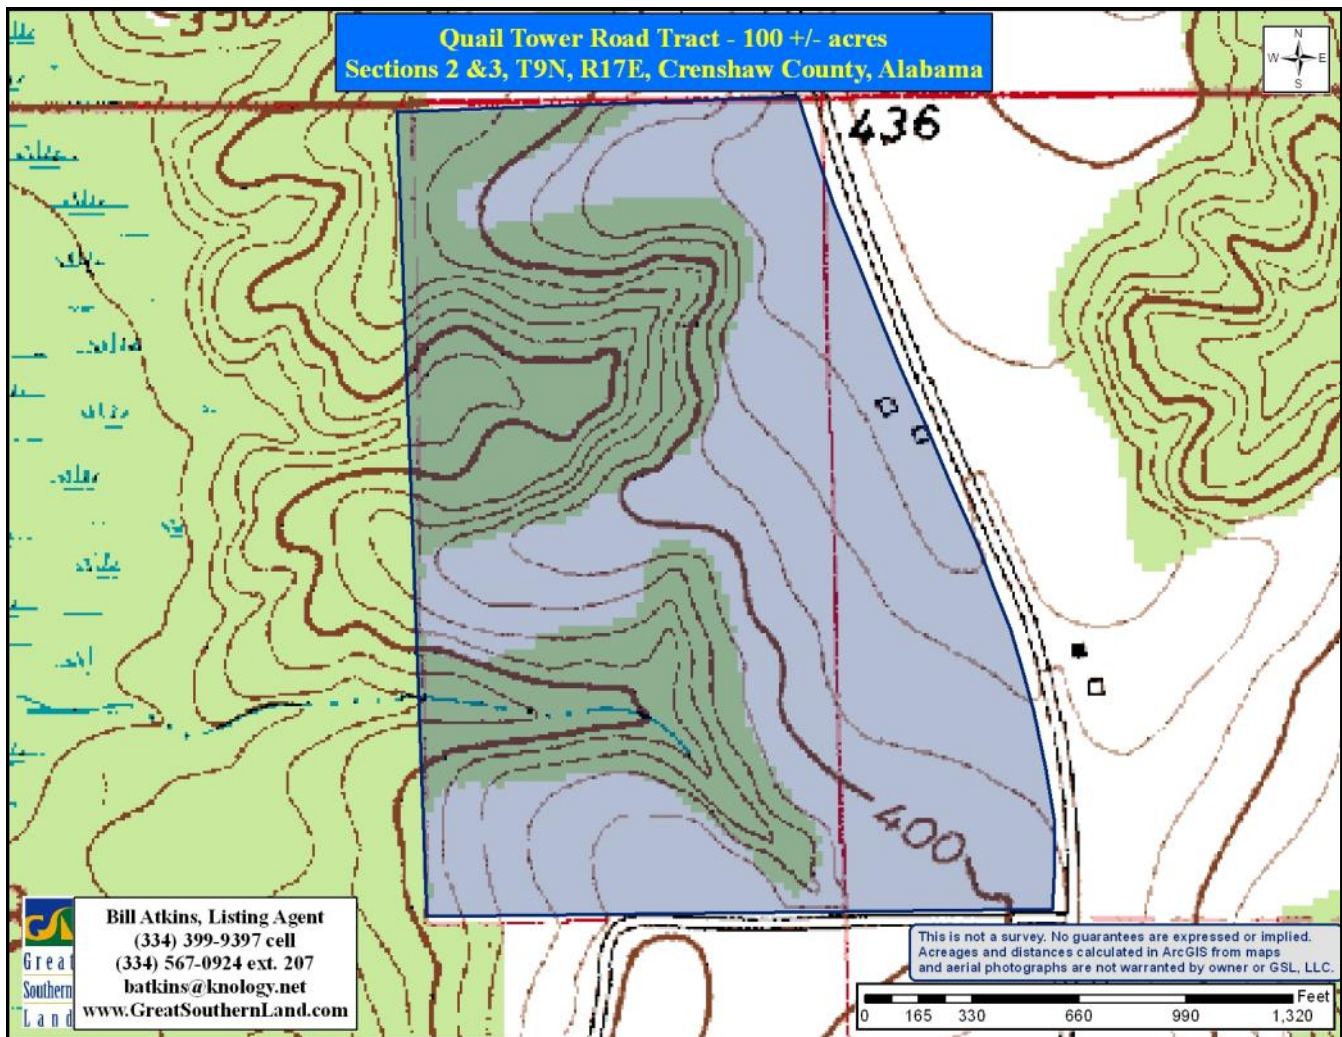 350
Quail Tower Road Tract - 100 +/- acres
Sections 2 &3, T9N, R17E, Crenshaw County, Alabama
N
W E
S
436
400
Great
Southern
Land
Bill Atkins, Listing Agent
(334) 399-9397 cell
(334) 567-0924 ext. 207
batkins@knology.net
www.GreatSouthernLand.com
This is not a survey. No guarantees are expressed or implied.
Acreages and distances calculated in ArcGIS from maps
and aerial photographs are not warranted by owner or GSL, LLC.
Feet
0 165 330 660 990 1,320